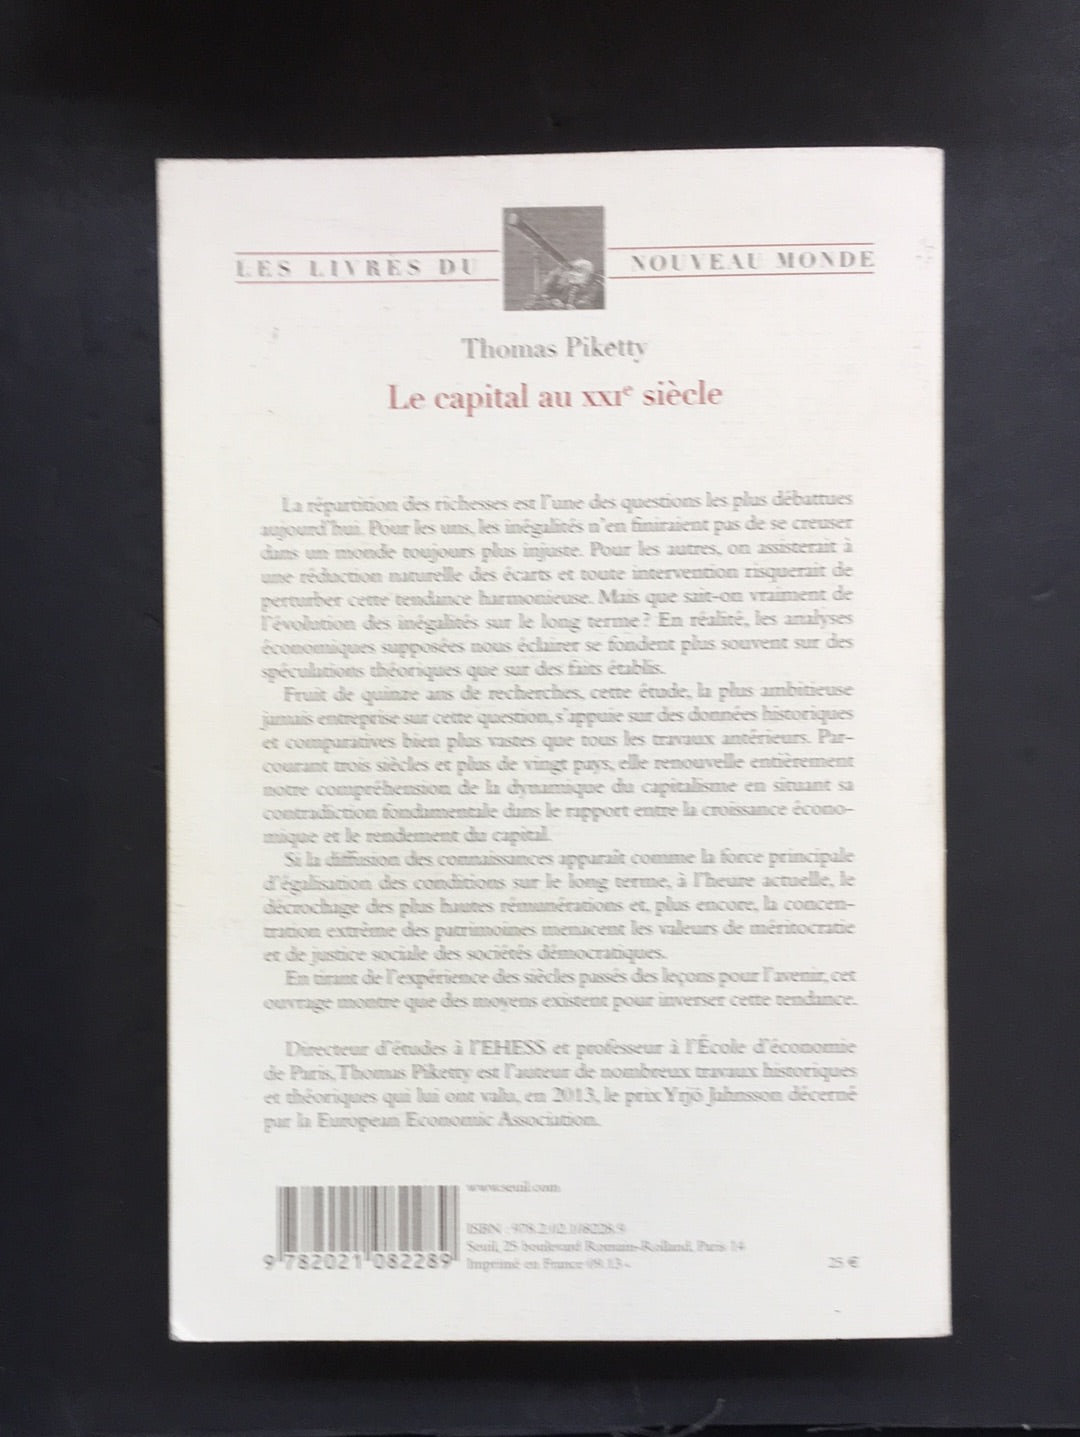 LES LIVRES DU NOUVEAU MONDE
Thomas Piketty
Le capital au XXIe siècle
La répartition des richesses est l'une des questions les plus débattues
aujourd'hui. Pour les uns, les inégalités n'en finiraient pas de se creuser
dans un monde toujours plus injuste. Pour les autres, on assisterait à
une réduction naturelle des écarts et toute intervention risquerait de
perturber cette tendance harmonieuse. Mais que sait-on vraiment de
l'évolution des inégalités sur le long terme ? En réalité, les analyses
économiques supposées nous éclairer se fondent plus souvent sur des
spéculations théoriques que sur des faits établis.
Fruit de quinze ans de recherches, cette étude, la plus ambitieuse
jamais entreprise sur cette question, s'appuie sur des données historiques
et comparatives bien plus vastes que tous les travaux antérieurs. Par-
courant trois siècles et plus de vingt pays, elle renouvelle entièrement
notre compréhension de la dynamique du capitalisme en situant sa
contradiction fondamentale dans le rapport entre la croissance écono-
mique et le rendement du capital.
Si la diffusion des connaissances apparaît comme la force principale
d'égalisation des conditions sur le long terme, à l'heure actuelle, le
décrochage des plus hautes rémunérations et, plus encore, la concen-
tration extrême des patrimoines menacent les valeurs de méritocratie
et de justice sociale des sociétés démocratiques.
En tirant de l'expérience des siècles passés des leçons pour l'avenir, cet
ouvrage montre que des moyens existent pour inverser cette tendance.
Directeur d'études à l'EHESS et professeur à l'École d'économie
de Paris, Thomas Piketty est l'auteur de nombreux travaux historiques
et théoriques qui lui ont valu, en 2013, le prix Yrjö Jahnsson décerné
par la European Economic Association.
www.seuil.com
ISBN : 978.2.02.108228.9
Seuil, 25 boulevard Romain-Rolland, Paris 14
Imprimé en France 09.13
25 €
9 782021 082289